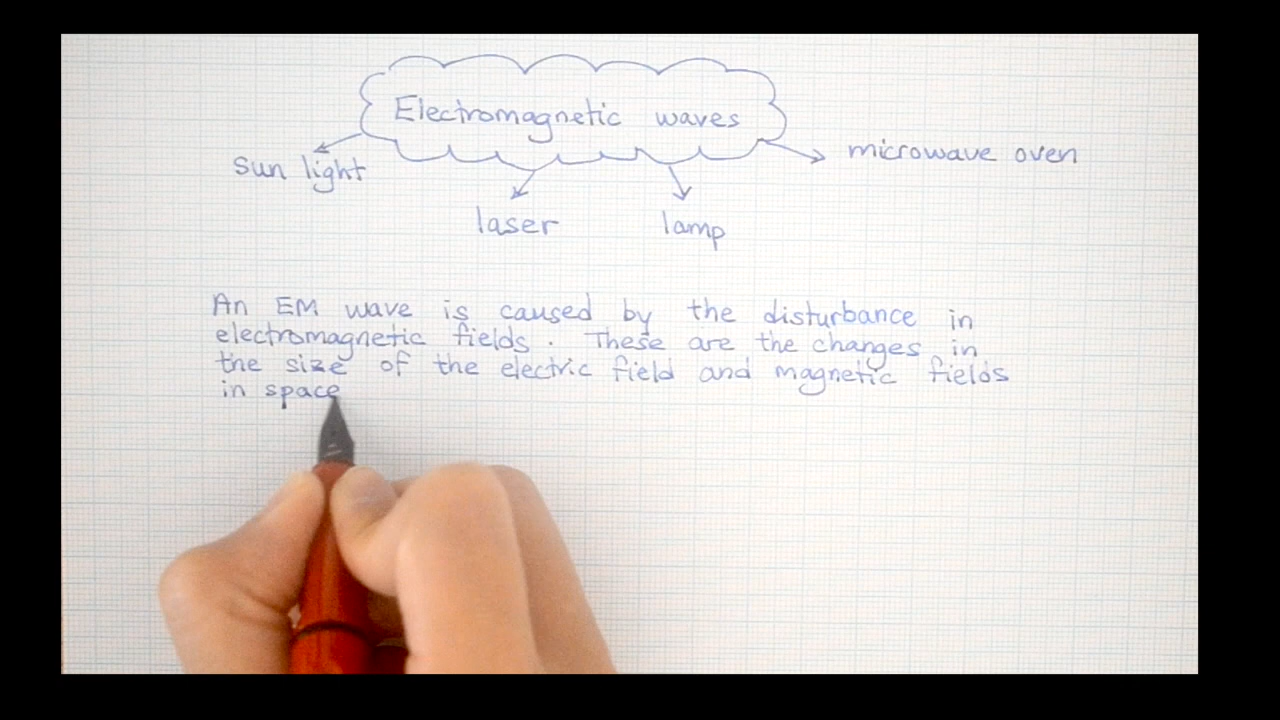 Electromagnetic waves
microwave oven
Sun light
laser
lamp
An EM wave is caused by the disturbance in
electromagnetic fields. These are the changes in
the size of the electric field and magnetic fields
in space